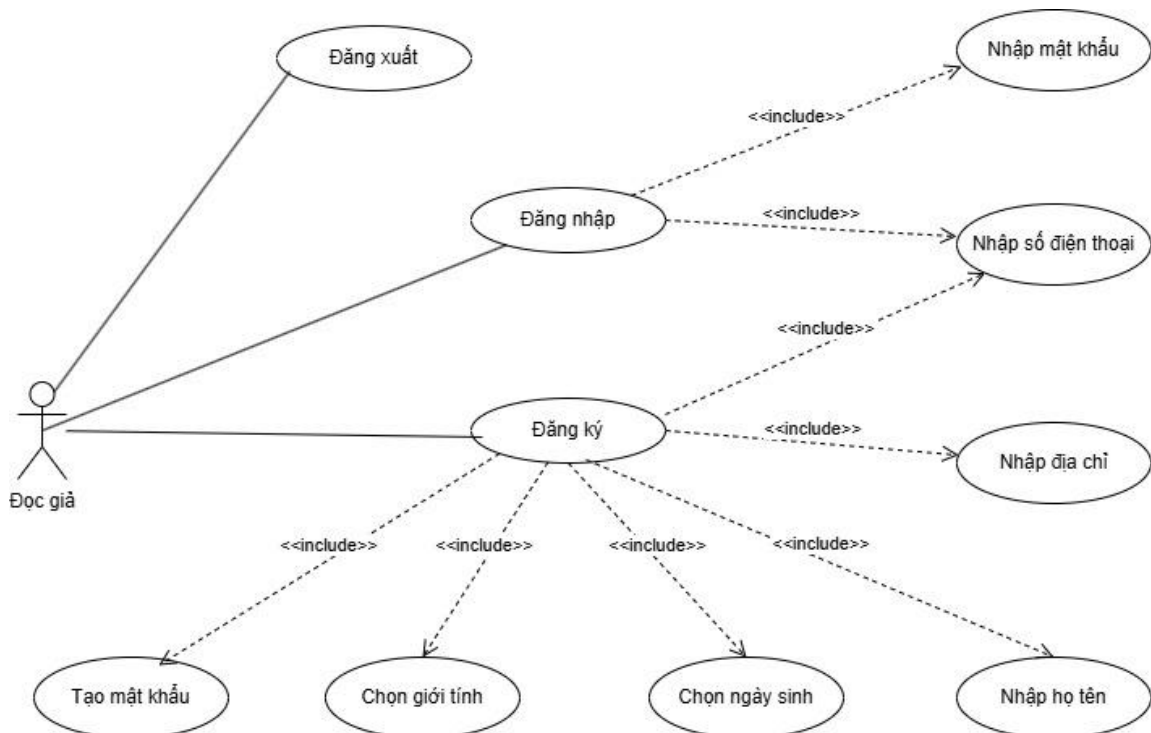 Đăng xuất
Nhập mật khẩu
<<include>>
Đăng nhập
<<include>>
Nhập số điện thoại
<<include>>
Đăng ký
<<include>>
Nhập địa chỉ
Đọc giả
<<include>>
<<include>>
<<include>>
<<include>>
Tạo mật khẩu
Chọn giới tính
Chọn ngày sinh
Nhập họ tên